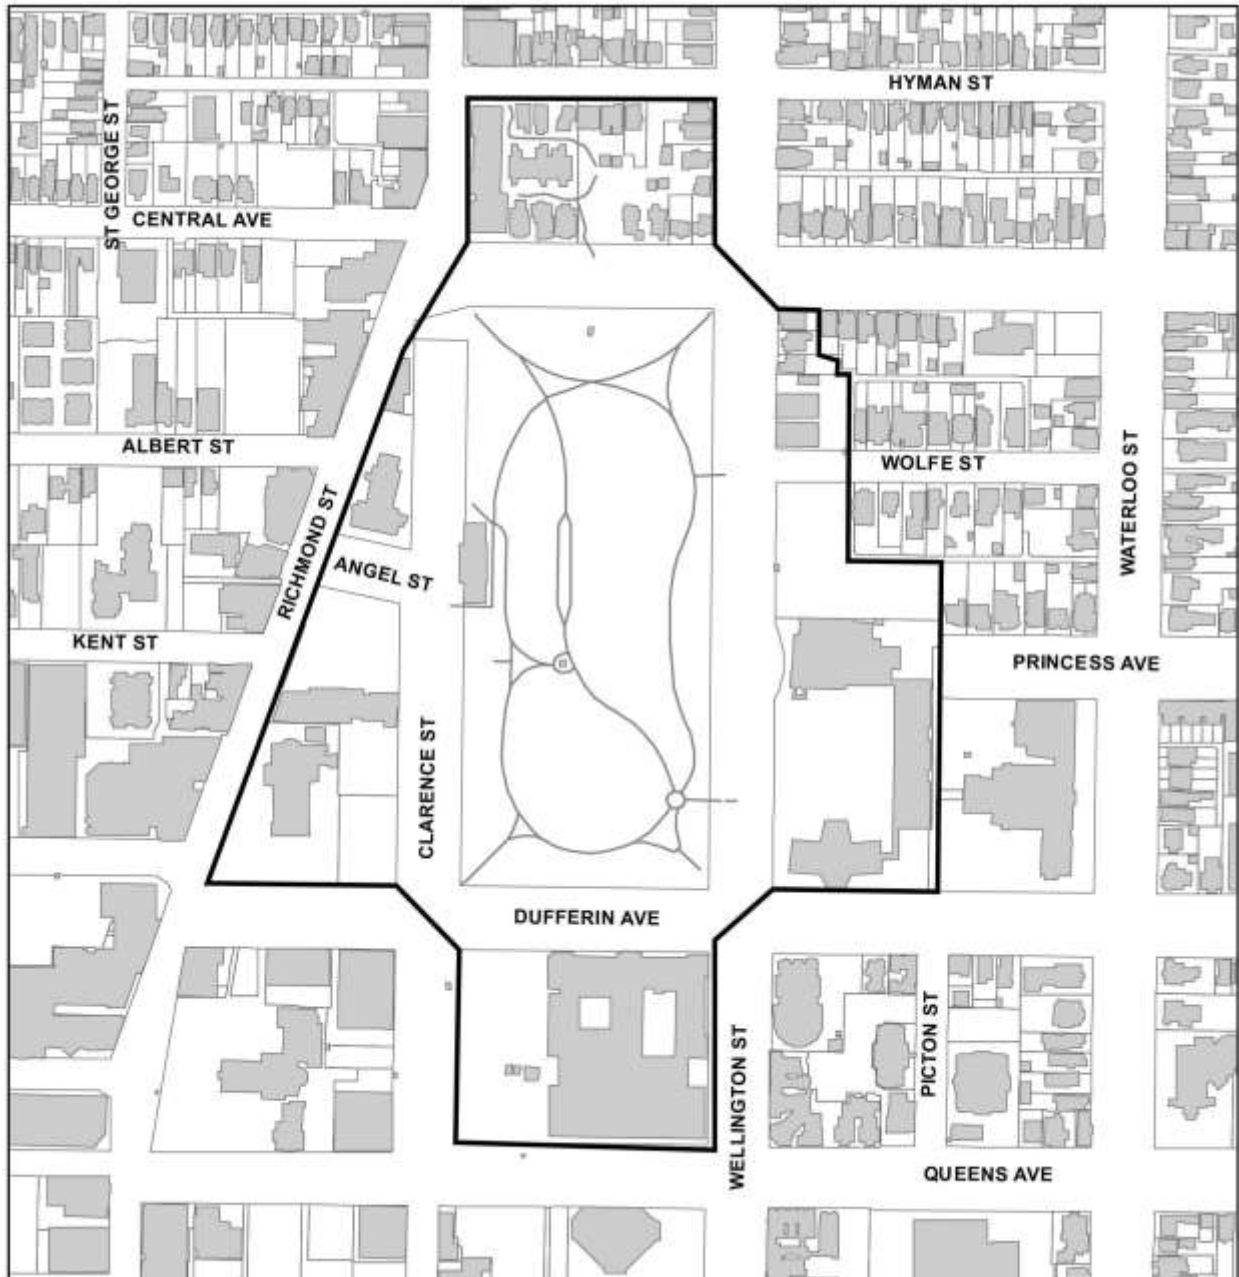 HYMAN ST
ST GEORGE ST
CENTRAL AVE
ALBERT ST
WOLFE ST
WATERLOO ST
RICHMOND ST
ANGEL ST
KENT ST
PRINCESS AVE
CLARENCE ST
DUFFERIN AVE
PICTON ST
WELLINGTON ST
QUEENS AVE